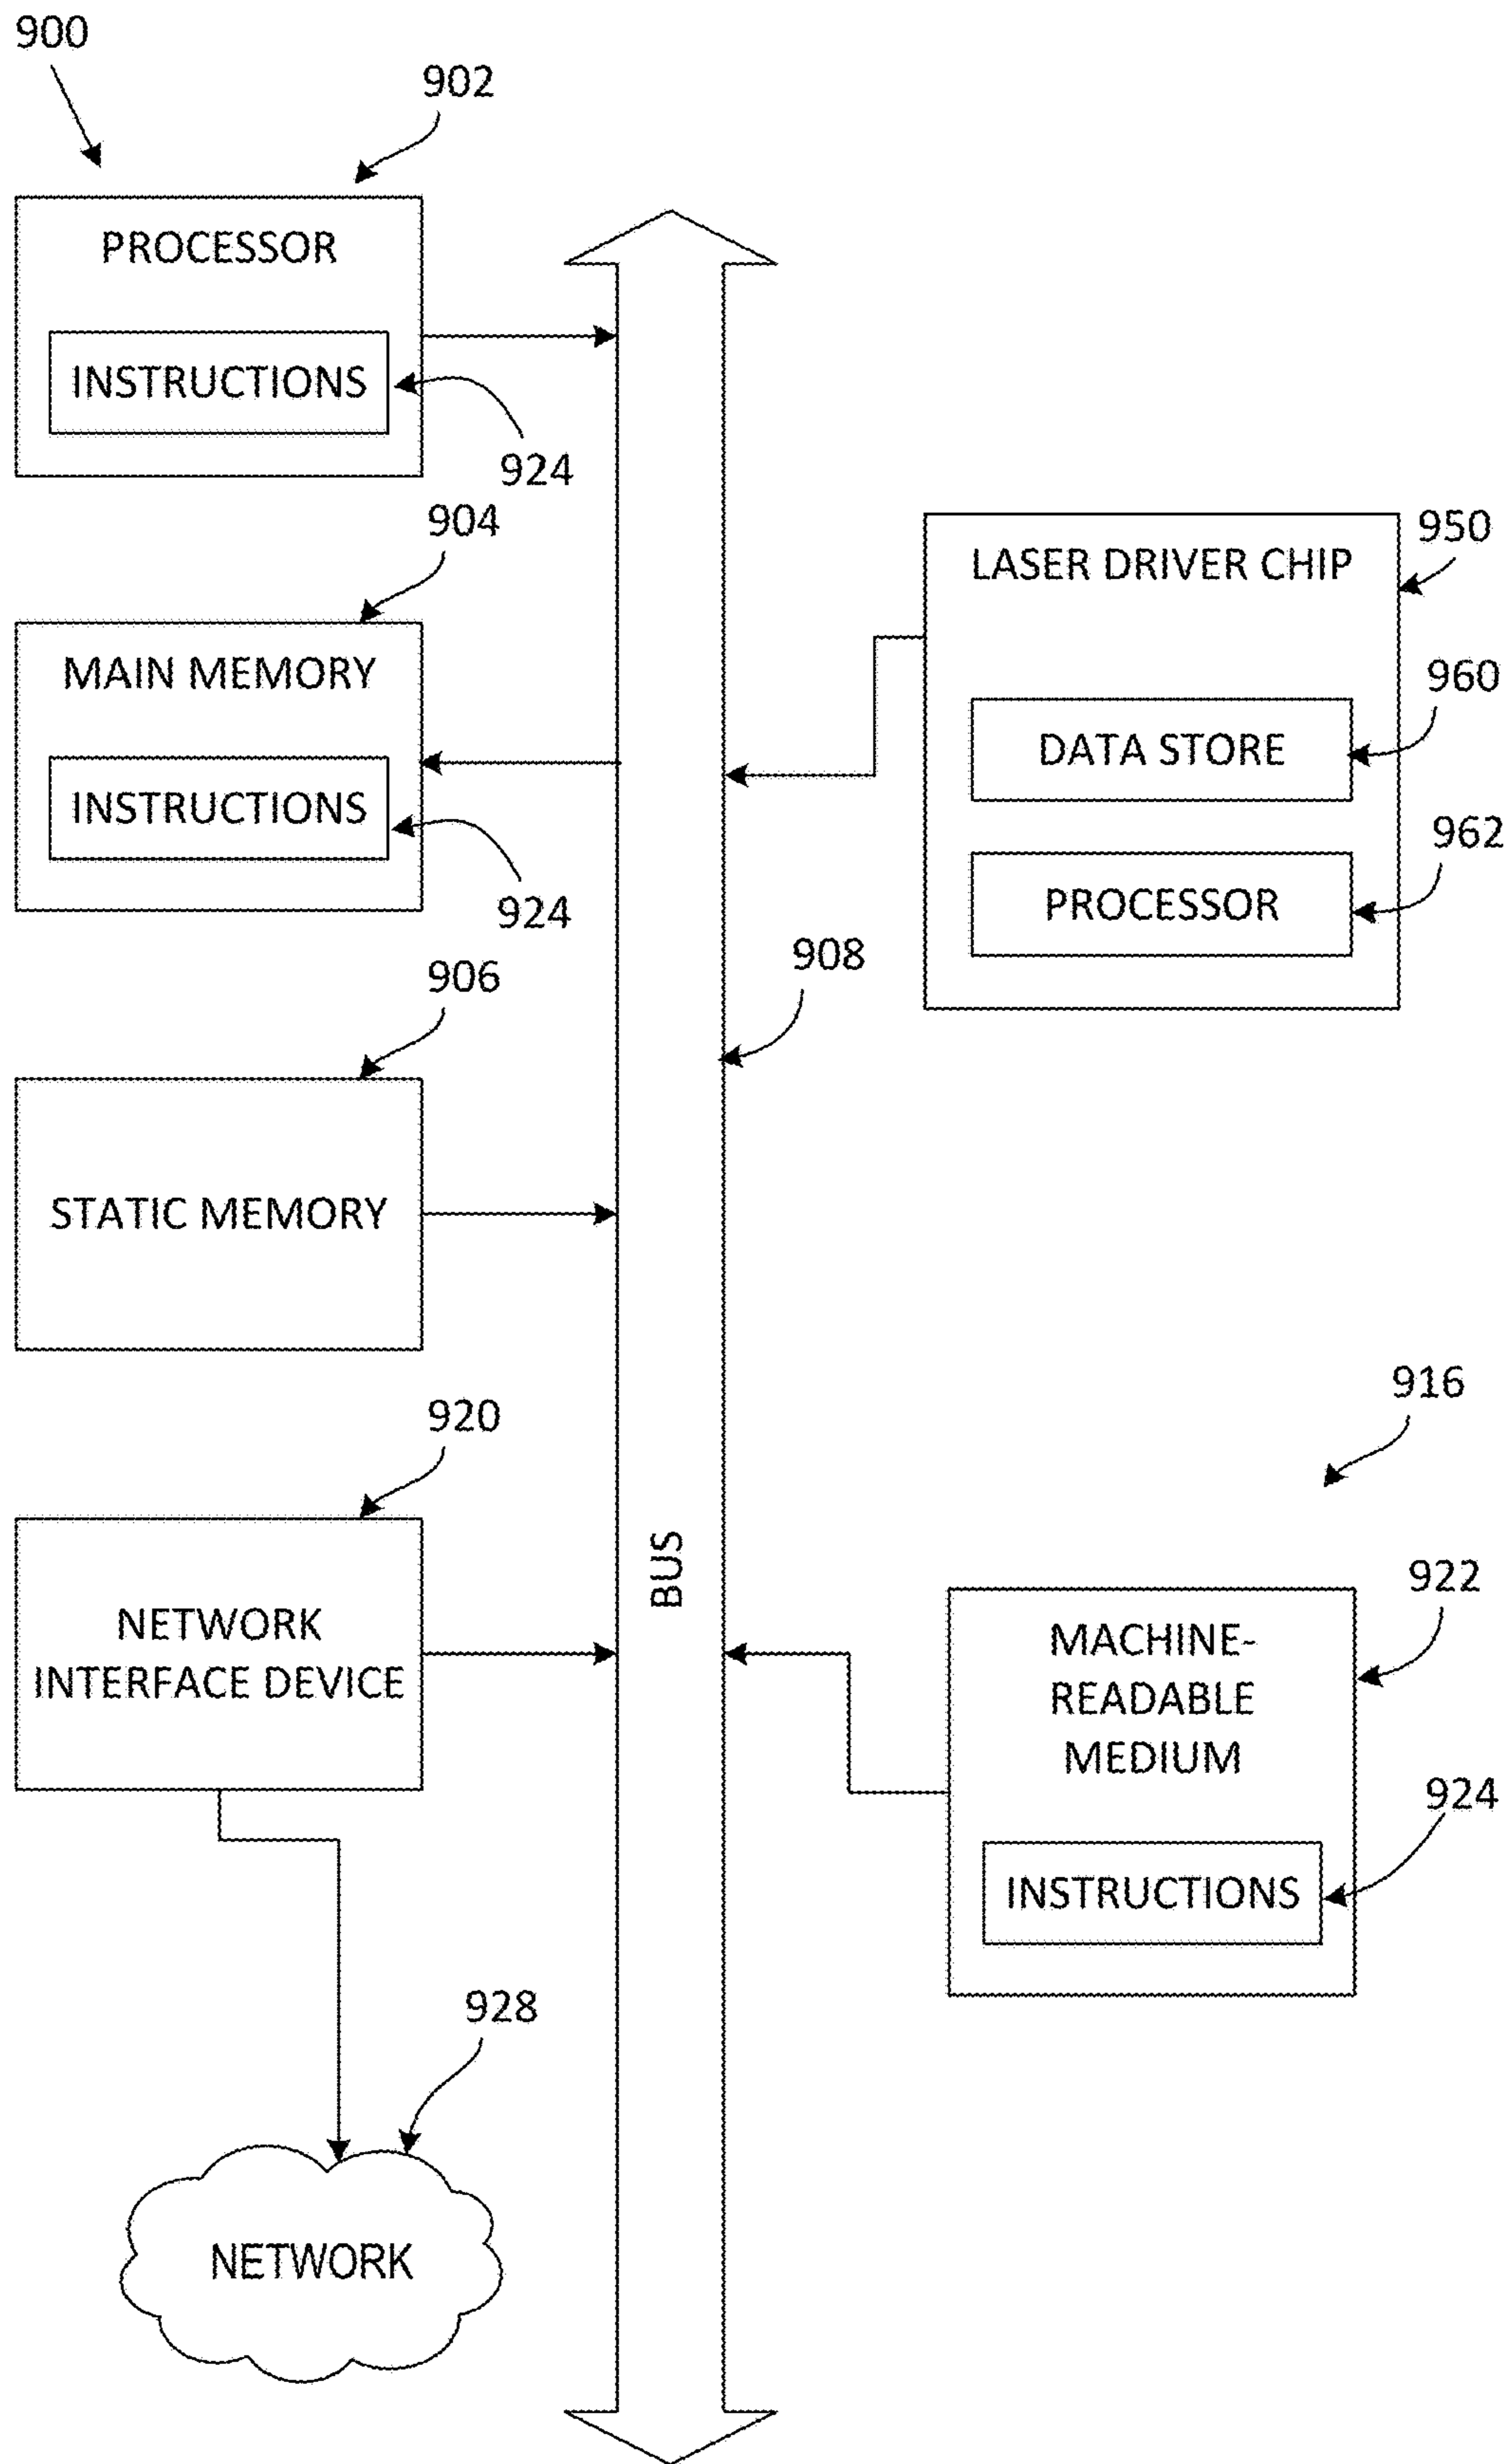 900
902
PROCESSOR
INSTRUCTIONS
924
904
MAIN MEMORY
INSTRUCTIONS
924
906
STATIC MEMORY
920
NETWORK
INTERFACE DEVICE
928
NETWORK
BUS
908
950
LASER DRIVER CHIP
960
DATA STORE
962
PROCESSOR
916
922
MACHINE-
READABLE
MEDIUM
924
INSTRUCTIONS